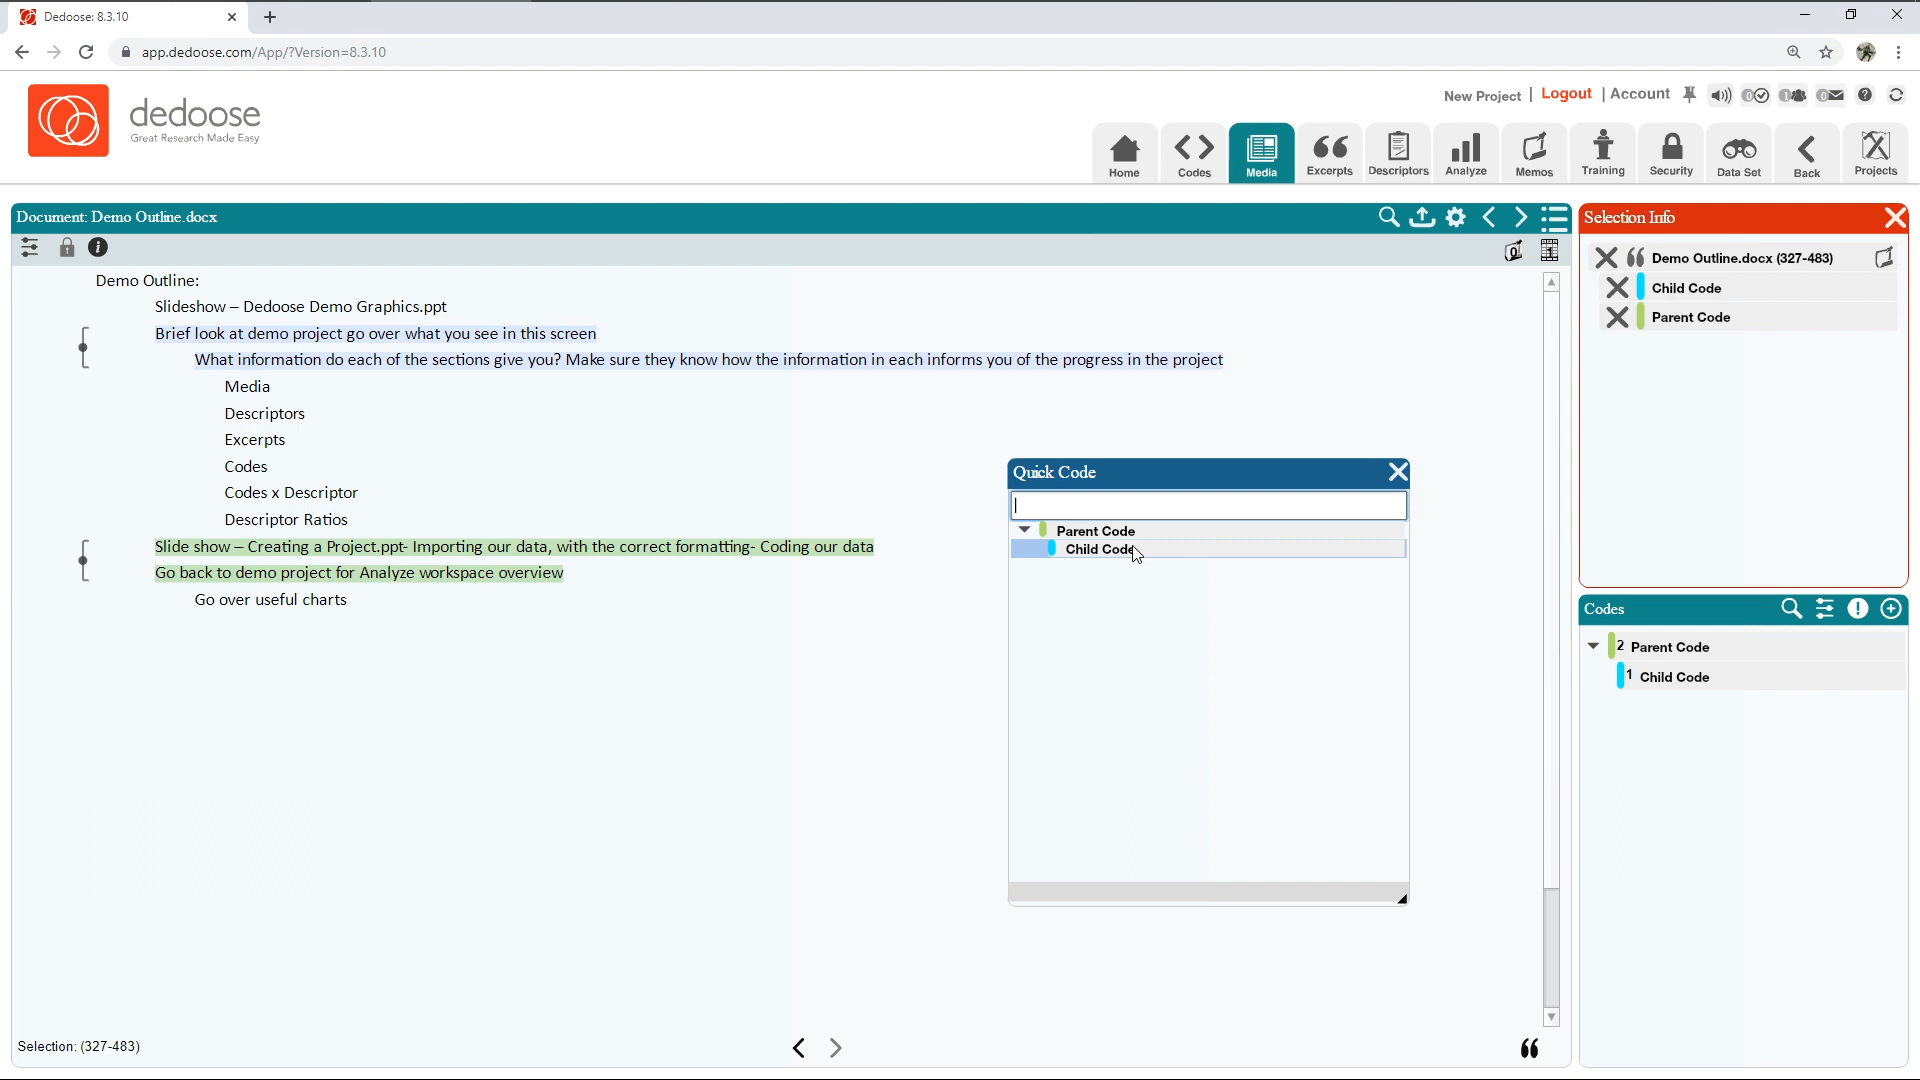 Dedoose: 8.3.10
app.dedoose.com/App/?Version=8.3.10
dedoose
Great Research Made Easy
New Project | Logout | Account
0
1
0
Home
Codes
Media
Excerpts
Descriptors
Analyze
Memos
Training
Security
Data Set
Back
Projects
Document: Demo Outline.docx
0
1
Demo Outline:
Slideshow – Dedoose Demo Graphics.ppt
Brief look at demo project go over what you see in this screen
What information do each of the sections give you? Make sure they know how the information in each informs you of the progress in the project
Media
Descriptors
Excerpts
Codes
Codes x Descriptor
Descriptor Ratios
Slide show – Creating a Project.ppt- Importing our data, with the correct formatting- Coding our data
Go back to demo project for Analyze workspace overview
Go over useful charts
Quick Code
Parent Code
Child Code
Selection Info
Demo Outline.docx (327-483)
Child Code
Parent Code
Codes
2 Parent Code
1 Child Code
Selection: (327-483)